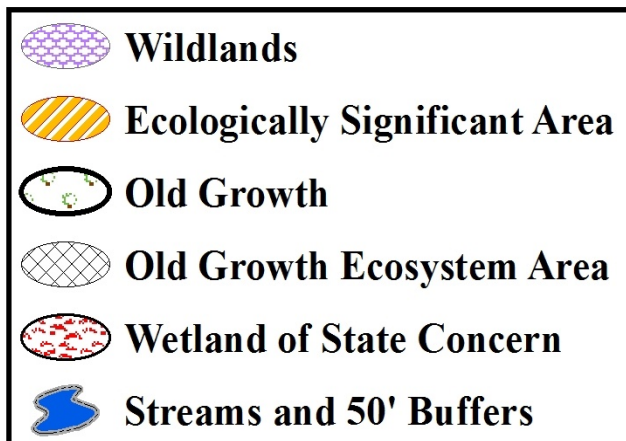 Wildlands
Ecologically Significant Area
Old Growth
Old Growth Ecosystem Area
Wetland of State Concern
Streams and 50' Buffers